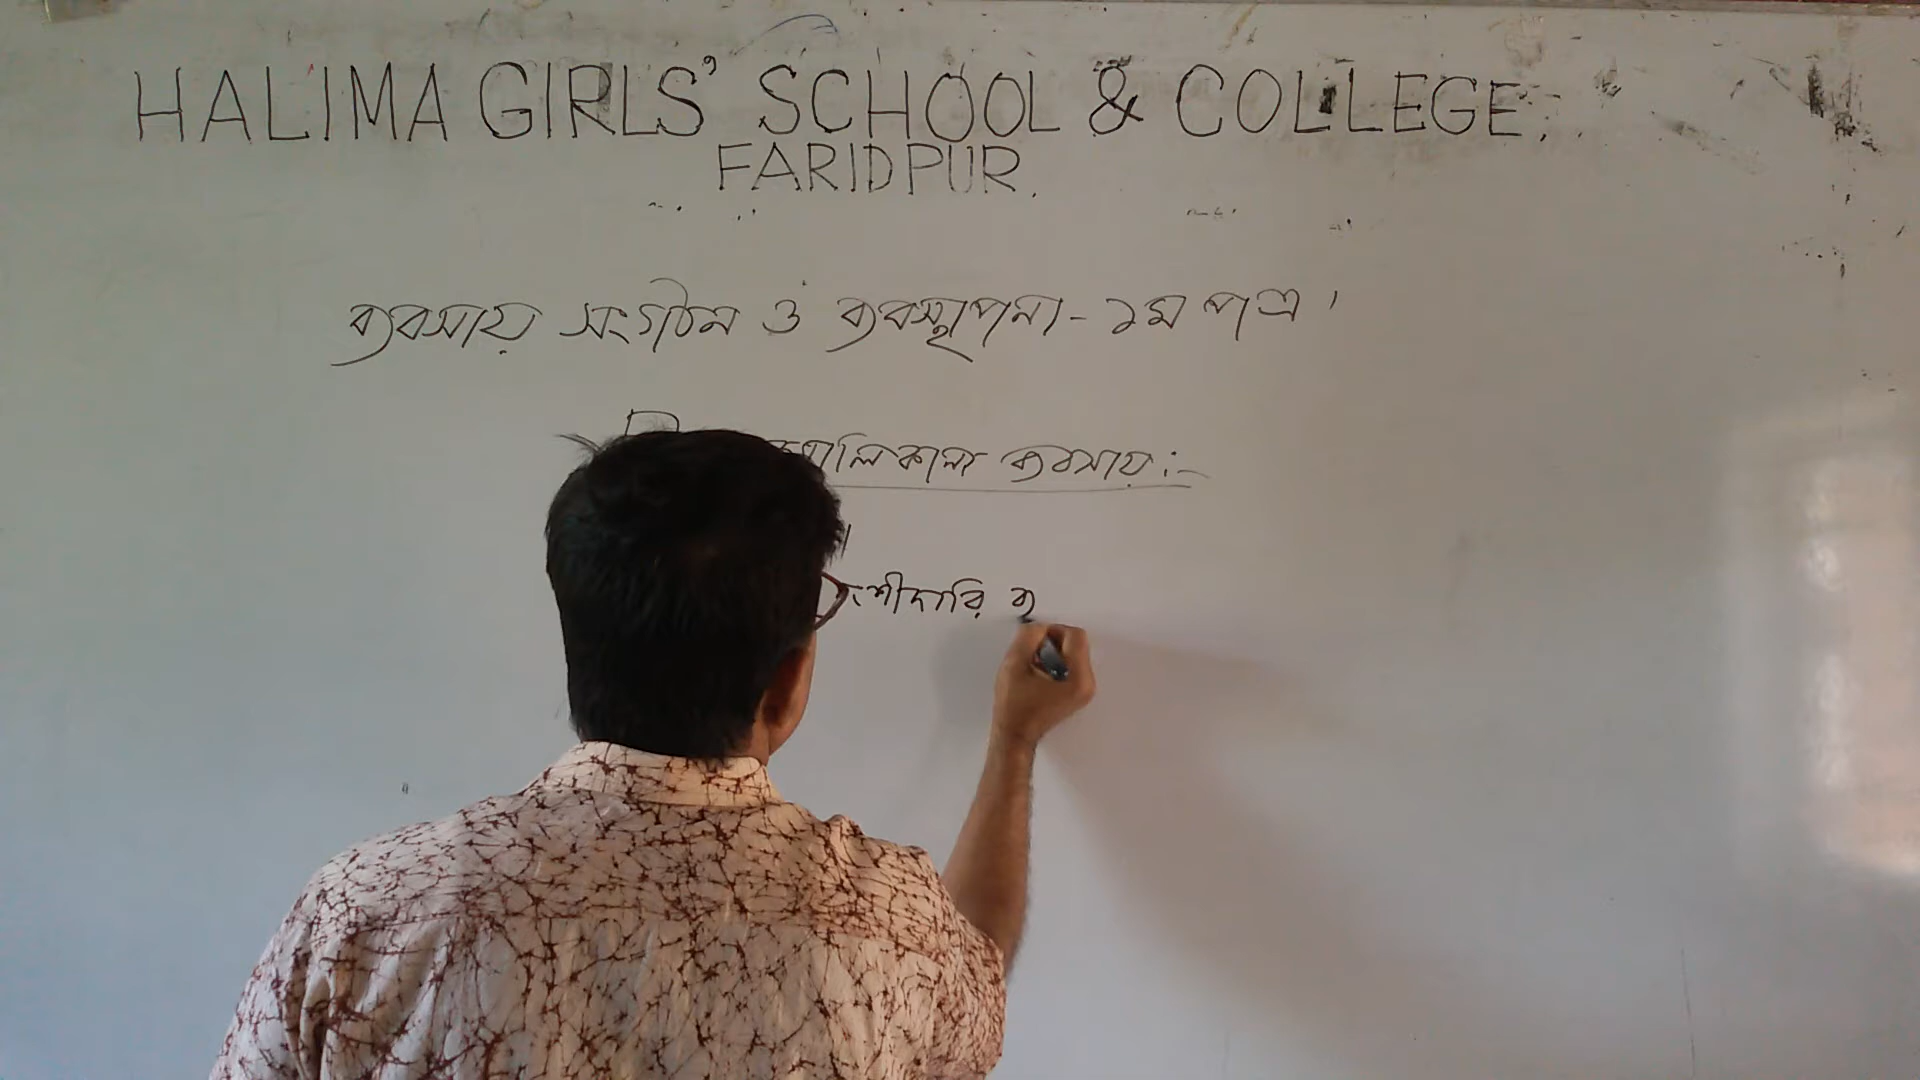 HALIMA GIRLS' SCHOOL & COLLEGE.
FARIDPUR.
ব্যবসায় সংগঠন ও ব্যবস্থাপনা - ১ম পত্র ।
মালিকানা ব্যবসায় :-